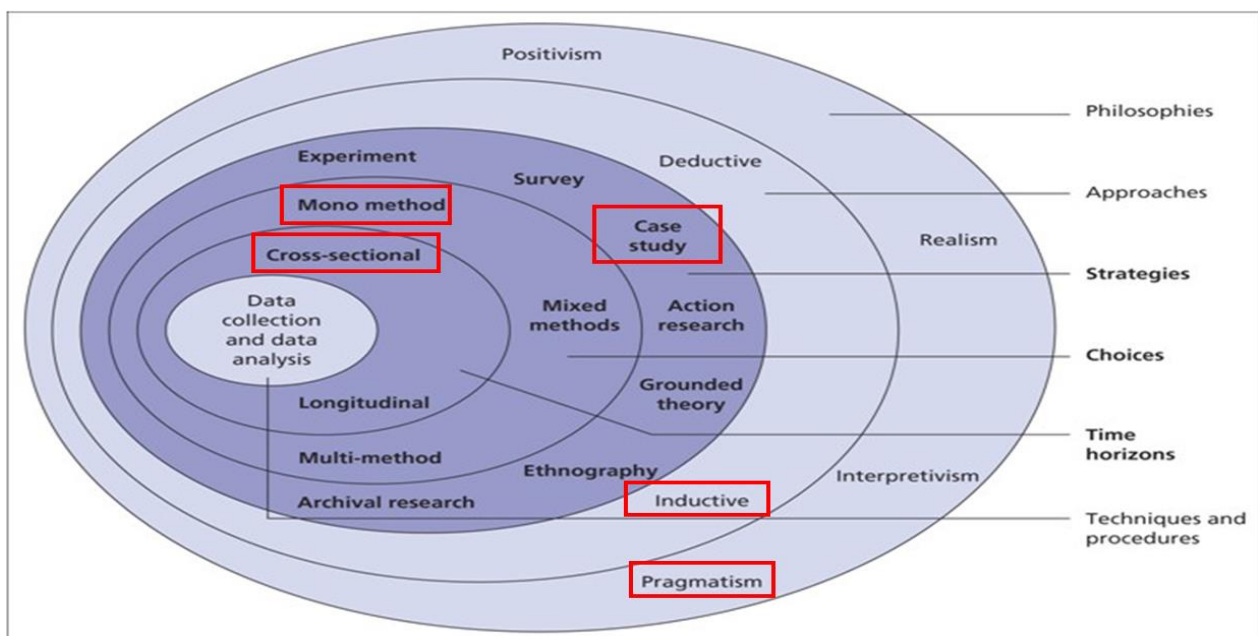 Positivism
Philosophies
Experiment
Deductive
Survey
Approaches
Mono method
Case
study
Realism
Cross-sectional
Strategies
Data
collection
and data
analysis
Mixed
methods
Action
research
Choices
Grounded
theory
Longitudinal
Time
horizons
Multi-method
Ethnography
Interpretivism
Archival research
Inductive
Techniques and
procedures
Pragmatism